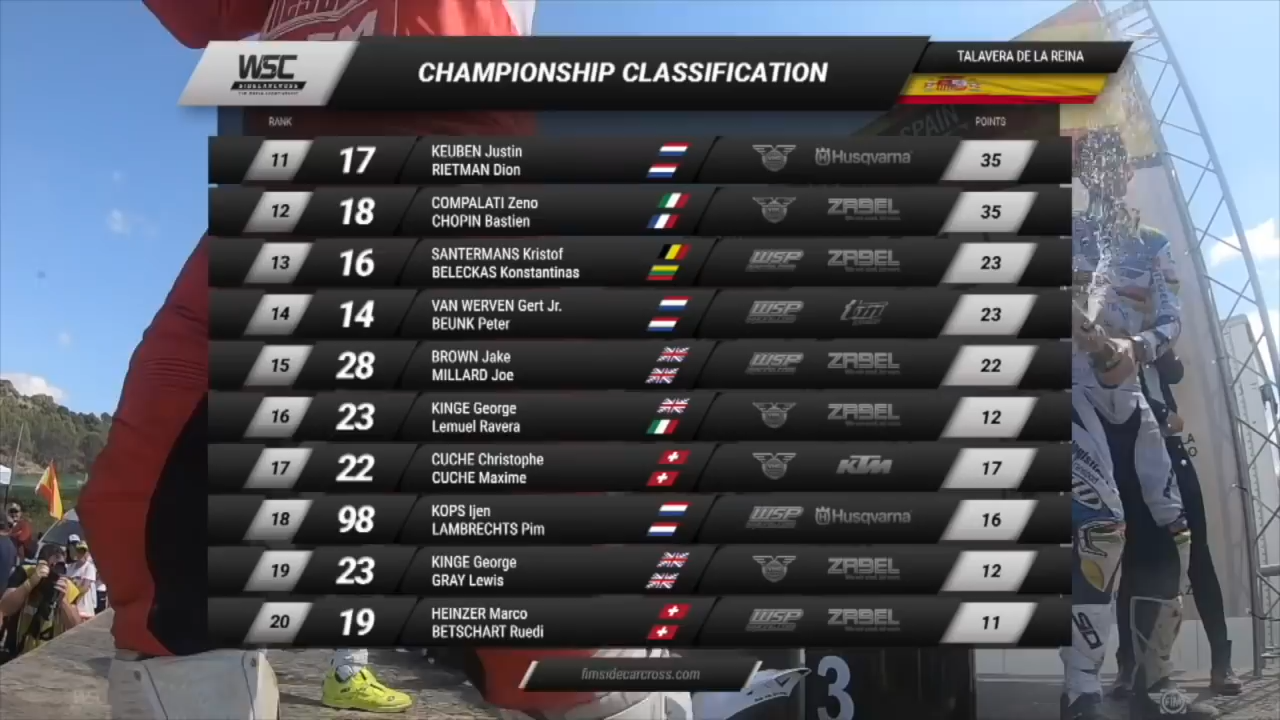 WSC
SIDECARCROSS
CHAMPIONSHIP CLASSIFICATION
TALAVERA DE LA REINA
RANK
POINTS
SPAIN
11 17 KEUBEN Justin Husqvarna 35
RIETMAN Dion
12 18 COMPALATI Zeno ZABEL 35
CHOPIN Bastien
13 16 SANTERMANS Kristof WSP ZABEL 23
BELECKAS Konstantinas
14 14 VAN WERVEN Gert Jr. WSP tm 23
BEUNK Peter
15 28 BROWN Jake WSP ZABEL 22
MILLARD Joe
16 23 KINGE George ZABEL 12
Lemuel Ravera
17 22 CUCHE Christophe KTM 17
CUCHE Maxime
18 98 KOPS Ijen WSP Husqvarna 16
LAMBRECHTS Pim
19 23 KINGE George ZABEL 12
GRAY Lewis
20 19 HEINZER Marco WSP ZABEL 11
BETSCHART Ruedi
fimsidecarcross.com
3
FIM